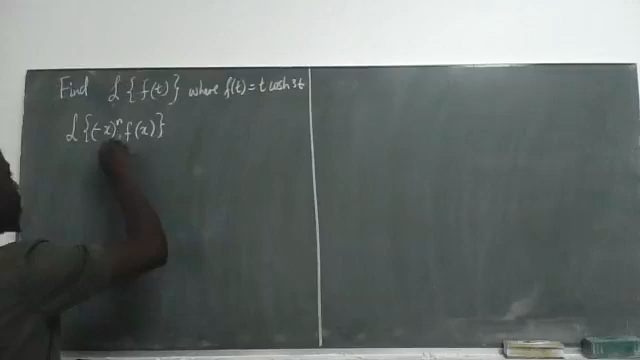 Find ℒ{f(t)} where f(t) = t cosh 3t
ℒ{(-x)ⁿ f(x)}